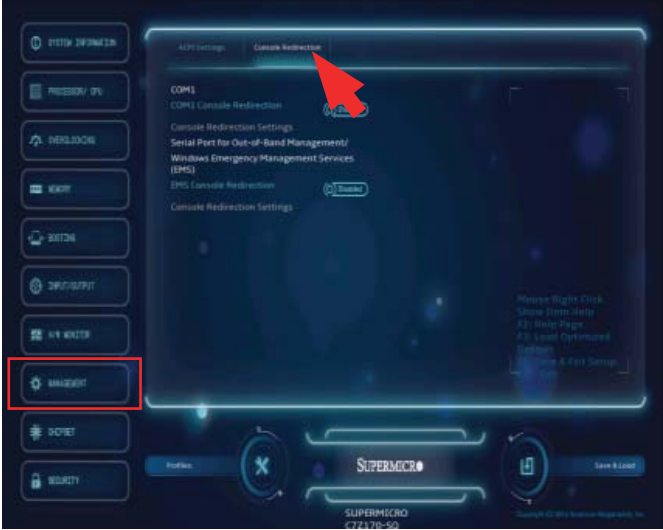 SYSTEM INFORMATION
PROCESSOR/ CPU
OVERCLOCKING
MEMORY
BOOTING
INPUT/OUTPUT
H/W MONITOR
MANAGEMENT
CHIPSET
SECURITY
ACPI Settings
Console Redirection
COM1
COM1 Console Redirection
Console Redirection Settings
Serial Port for Out-of-Band Management/
Windows Emergency Management Services
(EMS)
EMS Console Redirection
Disabled
Console Redirection Settings
Mouse Right Click
Show Item Help
F2: Help Page
F3: Load Optimized
& Exit Setup
Profiles
SUPERMICRO
Save & Load
SUPERMICRO
C7Z170-SQ